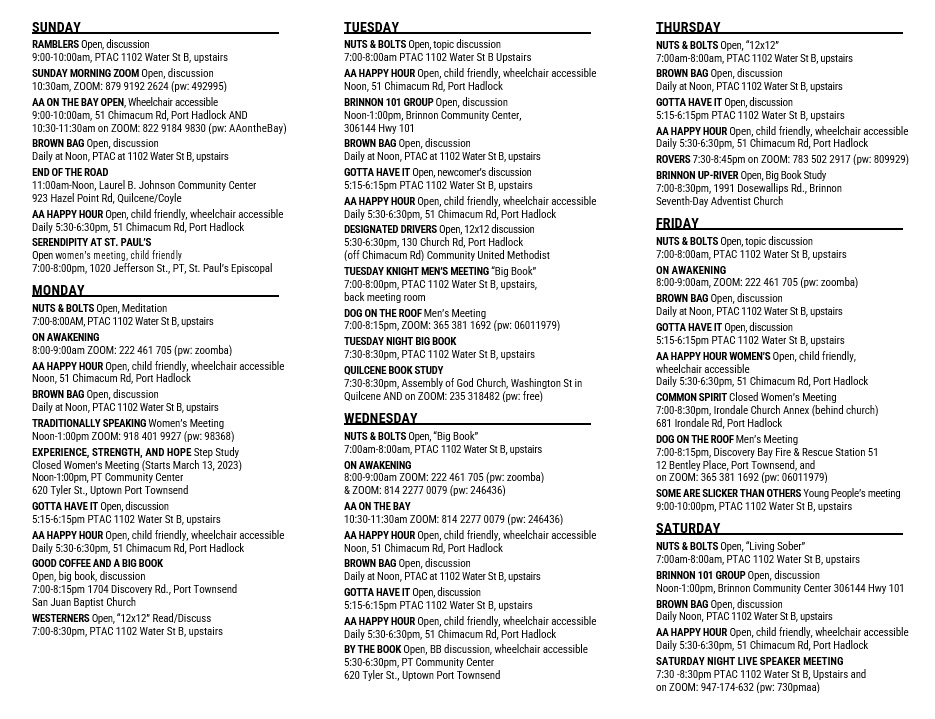 SUNDAY
RAMBLERS Open, discussion
9:00-10:00am, PTAC 1102 Water St B, upstairs
SUNDAY MORNING ZOOM Open, discussion
10:30am, ZOOM: 879 9192 2624 (pw: 492995)
AA ON THE BAY OPEN, Wheelchair accessible
9:00-10:00am, 51 Chimacum Rd, Port Hadlock AND
10:30-11:30am on ZOOM: 822 9184 9830 (pw: AAontheBay)
BROWN BAG Open, discussion
Daily at Noon, PTAC at 1102 Water St B, upstairs
END OF THE ROAD
11:00am-Noon, Laurel B. Johnson Community Center
923 Hazel Point Rd, Quilcene/Coyle
AA HAPPY HOUR Open, child friendly, wheelchair accessible
Daily 5:30-6:30pm, 51 Chimacum Rd, Port Hadlock
SERENDIPITY AT ST. PAUL'S
Open women's meeting, child friendly
7:00-8:00pm, 1020 Jefferson St., PT, St. Paul's Episcopal
MONDAY
NUTS & BOLTS Open, Meditation
7:00-8:00AM, PTAC 1102 Water St B, upstairs
ON AWAKENING
8:00-9:00am ZOOM: 222 461 705 (pw: zoomba)
AA HAPPY HOUR Open, child friendly, wheelchair accessible
Noon, 51 Chimacum Rd, Port Hadlock
BROWN BAG Open, discussion
Daily at Noon, PTAC 1102 Water St B, upstairs
TRADITIONALLY SPEAKING Women's Meeting
Noon-1:00pm ZOOM: 918 401 9927 (pw: 98368)
EXPERIENCE, STRENGTH, AND HOPE Step Study
Closed Women's Meeting (Starts March 13, 2023)
Noon-1:00pm, PT Community Center
620 Tyler St., Uptown Port Townsend
GOTTA HAVE IT Open, discussion
5:15-6:15pm PTAC 1102 Water St B, upstairs
AA HAPPY HOUR Open, child friendly, wheelchair accessible
Daily 5:30-6:30pm, 51 Chimacum Rd, Port Hadlock
GOOD COFFEE AND A BIG BOOK
Open, big book, discussion
7:00-8:15pm 1704 Discovery Rd., Port Townsend
San Juan Baptist Church
WESTERNERS Open, "12x12" Read/Discuss
7:00-8:30pm, PTAC 1102 Water St B, upstairs
TUESDAY
NUTS & BOLTS Open, topic discussion
7:00-8:00am, PTAC 1102 Water St B Upstairs
AA HAPPY HOUR Open, child friendly, wheelchair accessible
Noon, 51 Chimacum Rd, Port Hadlock
BRINNON 101 GROUP Open, discussion
Noon-1:00pm, Brinnon Community Center,
306144 Hwy 101
BROWN BAG Open, discussion
Daily at Noon, PTAC at 1102 Water St B, upstairs
GOTTA HAVE IT Open, newcomer's discussion
5:15-6:15pm PTAC 1102 Water St B, upstairs
AA HAPPY HOUR Open, child friendly, wheelchair accessible
Daily 5:30-6:30pm, 51 Chimacum Rd, Port Hadlock
DESIGNATED DRIVERS Open, 12x12 discussion
5:30-6:30pm, 130 Church Rd, Port Hadlock
(off Chimacum Rd) Community United Methodist
TUESDAY KNIGHT MEN'S MEETING "Big Book"
7:00-8:00pm, PTAC 1102 Water St B, upstairs,
back meeting room
DOG ON THE ROOF Men's Meeting
7:00-8:15pm, ZOOM: 365 381 1692 (pw: 06011979)
TUESDAY NIGHT BIG BOOK
7:30-8:30pm, PTAC 1102 Water St B, upstairs
QUILCENE BOOK STUDY
7:30-8:30pm, Assembly of God Church, Washington St in
Quilcene AND on ZOOM: 235 318482 (pw: free)
WEDNESDAY
NUTS & BOLTS Open, "Big Book"
7:00am-8:00am, PTAC 1102 Water St B, upstairs
ON AWAKENING
8:00-9:00am ZOOM: 222 461 705 (pw: zoomba)
& ZOOM: 814 2277 0079 (pw: 246436)
AA ON THE BAY
10:30-11:30am ZOOM: 814 2277 0079 (pw: 246436)
AA HAPPY HOUR Open, child friendly, wheelchair accessible
Noon, 51 Chimacum Rd, Port Hadlock
BROWN BAG Open, discussion
Daily at Noon, PTAC at 1102 Water St B, upstairs
GOTTA HAVE IT Open, discussion
5:15-6:15pm PTAC 1102 Water St B, upstairs
AA HAPPY HOUR Open, child friendly, wheelchair accessible
Daily 5:30-6:30pm, 51 Chimacum Rd, Port Hadlock
BY THE BOOK Open, BB discussion, wheelchair accessible
5:30-6:30pm, PT Community Center
620 Tyler St., Uptown Port Townsend
THURSDAY
NUTS & BOLTS Open, "12x12"
7:00am-8:00am, PTAC 1102 Water St B, upstairs
BROWN BAG Open, discussion
Daily at Noon, PTAC 1102 Water St B, upstairs
GOTTA HAVE IT Open, discussion
5:15-6:15pm PTAC 1102 Water St B, upstairs
AA HAPPY HOUR Open, child friendly, wheelchair accessible
Daily 5:30-6:30pm, 51 Chimacum Rd, Port Hadlock
ROVERS 7:30-8:45pm on ZOOM: 783 502 2917 (pw: 809929)
BRINNON UP-RIVER Open, Big Book Study
7:00-8:30pm, 1991 Dosewallips Rd., Brinnon
Seventh-Day Adventist Church
FRIDAY
NUTS & BOLTS Open, topic discussion
7:00-8:00am, PTAC 1102 Water St B, upstairs
ON AWAKENING
8:00-9:00am, ZOOM: 222 461 705 (pw: zoomba)
BROWN BAG Open, discussion
Daily at Noon, PTAC 1102 Water St B, upstairs
GOTTA HAVE IT Open, discussion
5:15-6:15pm PTAC 1102 Water St B, upstairs
AA HAPPY HOUR WOMEN'S Open, child friendly,
wheelchair accessible
Daily 5:30-6:30pm, 51 Chimacum Rd, Port Hadlock
COMMON SPIRIT Closed Women's Meeting
7:00-8:30pm, Irondale Church Annex (behind church)
681 Irondale Rd, Port Hadlock
DOG ON THE ROOF Men's Meeting
7:00-8:15pm, Discovery Bay Fire & Rescue Station 51
12 Bentley Place, Port Townsend, and
on ZOOM: 365 381 1692 (pw: 06011979)
SOME ARE SLICKER THAN OTHERS Young People's meeting
9:00-10:00pm, PTAC 1102 Water St B, upstairs
SATURDAY
NUTS & BOLTS Open, "Living Sober"
7:00am-8:00am, PTAC 1102 Water St B, upstairs
BRINNON 101 GROUP Open, discussion
Noon-1:00pm, Brinnon Community Center 306144 Hwy 101
BROWN BAG Open, discussion
Daily Noon, PTAC 1102 Water St B, upstairs
AA HAPPY HOUR Open, child friendly, wheelchair accessible
Daily 5:30-6:30pm, 51 Chimacum Rd, Port Hadlock
SATURDAY NIGHT LIVE SPEAKER MEETING
7:30 -8:30pm PTAC 1102 Water St B, Upstairs and
on ZOOM: 947-174-632 (pw: 730pmaa)